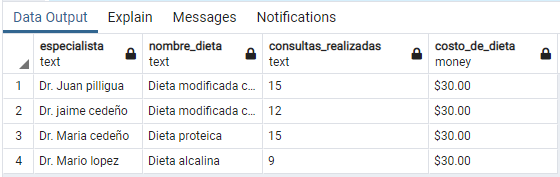 Data Output Explain Messages Notifications
especialista nombre_dieta consultas_realizadas costo_de_dieta
text text text money
1 Dr. Juan pilligua Dieta modificada c... 15 $30.00
2 Dr. jaime cedeño Dieta modificada c... 12 $30.00
3 Dr. Maria cedeño Dieta proteica 15 $30.00
4 Dr. Mario lopez Dieta alcalina 9 $30.00